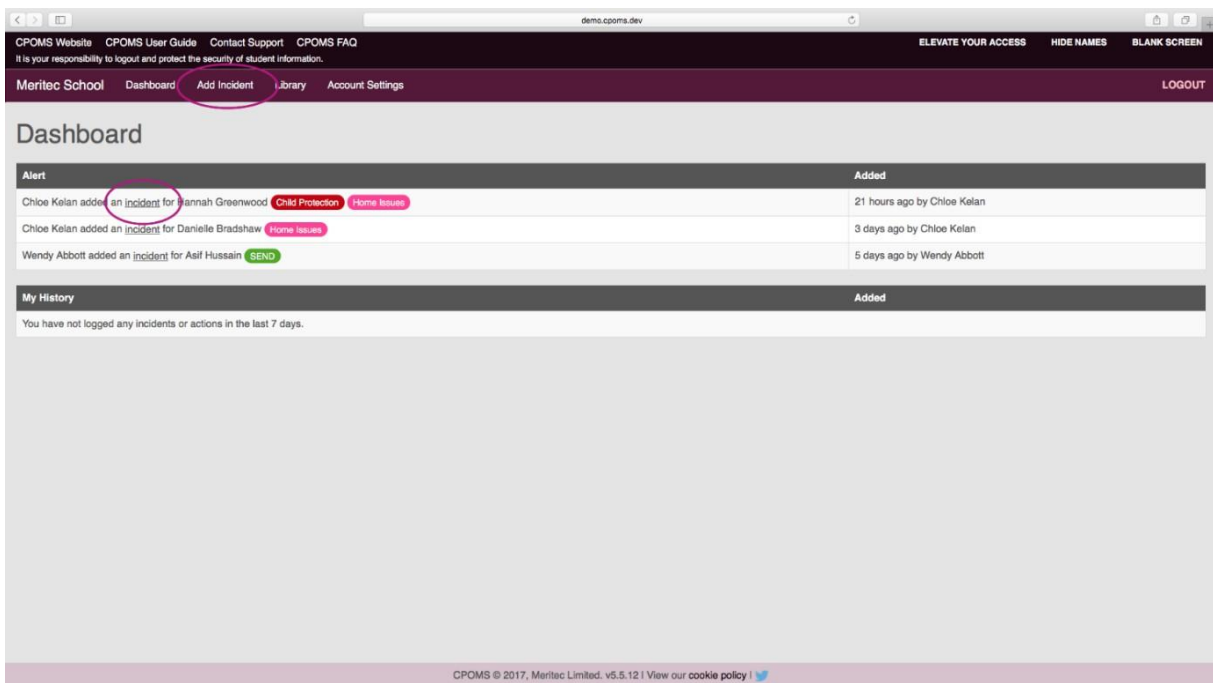 demo.cpoms.dev
CPOMS Website CPOMS User Guide Contact Support CPOMS FAQ ELEVATE YOUR ACCESS HIDE NAMES BLANK SCREEN
It is your responsibility to logout and protect the security of student information.
Meritec School Dashboard Add Incident Library Account Settings LOGOUT
Dashboard
Alert Added
Chloe Kelan added an incident for Hannah Greenwood Child Protection Home Issues 21 hours ago by Chloe Kelan
Chloe Kelan added an incident for Danielle Bradshaw Home Issues 3 days ago by Chloe Kelan
Wendy Abbott added an incident for Asif Hussain SEND 5 days ago by Wendy Abbott
My History Added
You have not logged any incidents or actions in the last 7 days.
CPOMS © 2017, Meritec Limited. v5.5.12 | View our cookie policy |